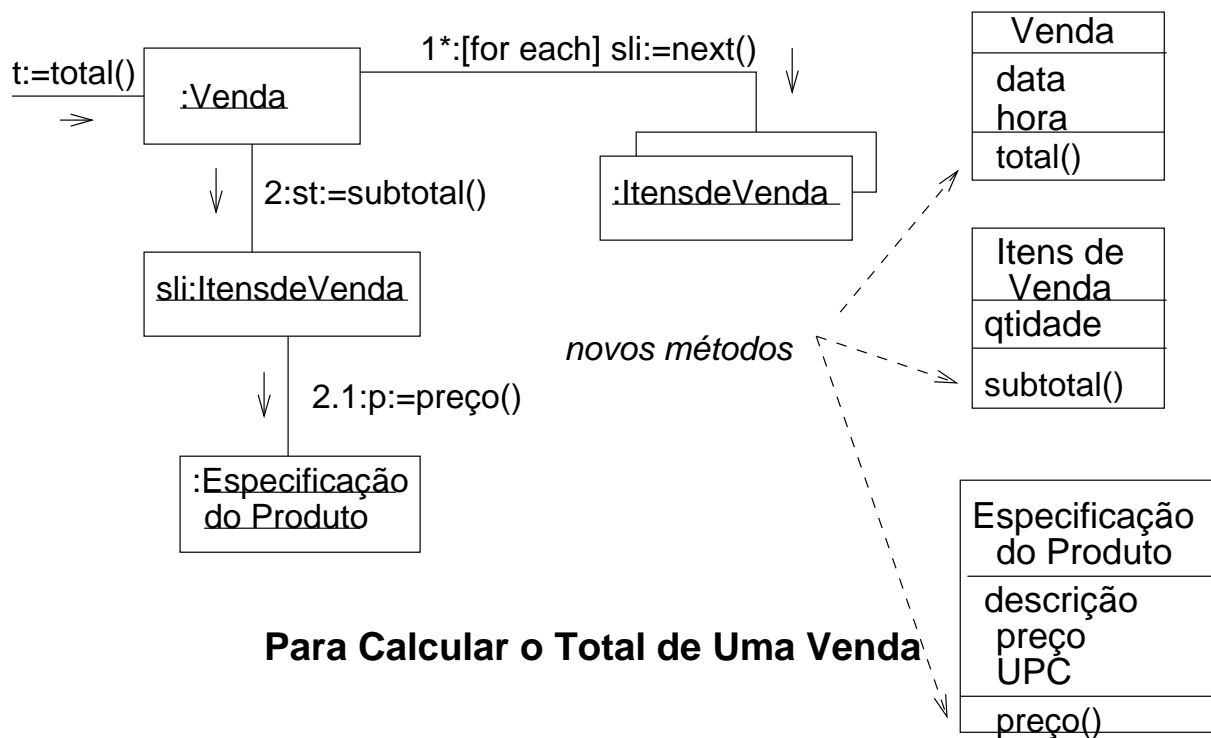 t:=total()
:Venda
1*:[for each] sli:=next()
:ItensdeVenda
2:st:=subtotal()
sli:ItensdeVenda
2.1:p:=preço()
:Especificação
do Produto
novos métodos
Venda
data
hora
total()
Itens de
Venda
qtidade
subtotal()
Especificação
do Produto
descrição
preço
UPC
preço()
Para Calcular o Total de Uma Venda